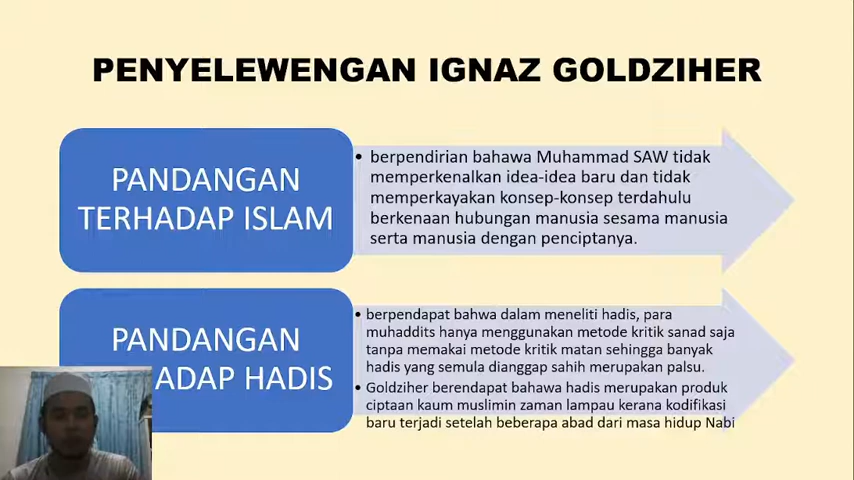 PENYELEWENGAN IGNAZ GOLDZIHER
PANDANGAN
TERHADAP ISLAM
• berpendirian bahawa Muhammad SAW tidak
memperkenalkan idea-idea baru dan tidak
memperkayakan konsep-konsep terdahulu
berkenaan hubungan manusia sesama manusia
serta manusia dengan penciptanya.
PANDANGAN
ADAP HADIS
• berpendapat bahwa dalam meneliti hadis, para
muhaddits hanya menggunakan metode kritik sanad saja
tanpa memakai metode kritik matan sehingga banyak
hadis yang semula dianggap sahih merupakan palsu.
• Goldziher berendapat bahawa hadis merupakan produk
ciptaan kaum muslimin zaman lampau kerana kodifikasi
baru terjadi setelah beberapa abad dari masa hidup Nabi